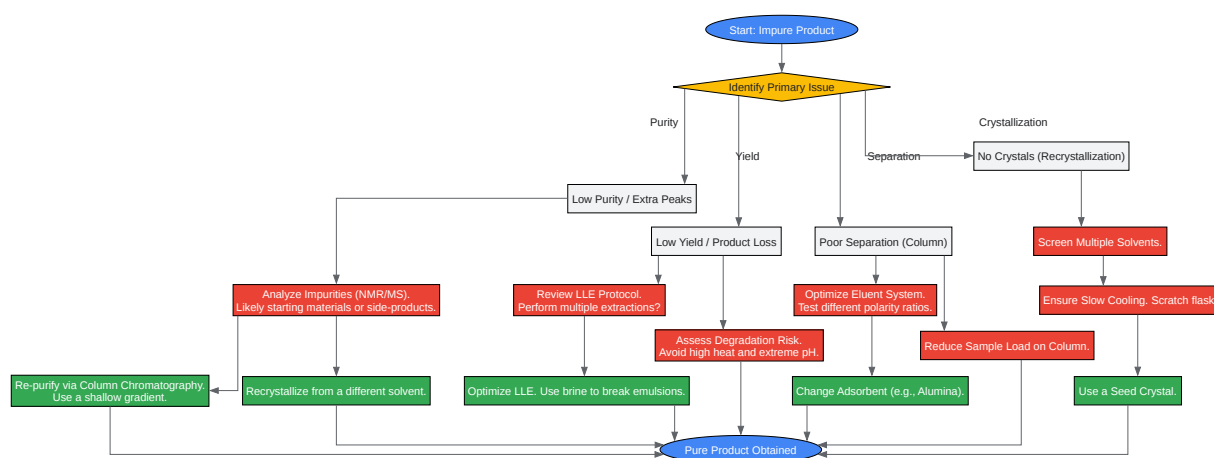 Start: Impure Product
Identify Primary Issue
Purity
Crystallization
Yield
Separation
No Crystals (Recrystallization)
Low Purity / Extra Peaks
Low Yield / Product Loss
Poor Separation (Column)
Screen Multiple Solvents.
Analyze Impurities (NMR/MS).
Likely starting materials or side-products.
Review LLE Protocol.
Perform multiple extractions?
Optimize Eluent System.
Test different polarity ratios.
Ensure Slow Cooling. Scratch flask
Assess Degradation Risk.
Avoid high heat and extreme pH.
Reduce Sample Load on Column.
Re-purify via Column Chromatography.
Use a shallow gradient.
Recrystallize from a different solvent.
Optimize LLE. Use brine to break emulsions.
Change Adsorbent (e.g., Alumina).
Use a Seed Crystal.
Pure Product Obtained